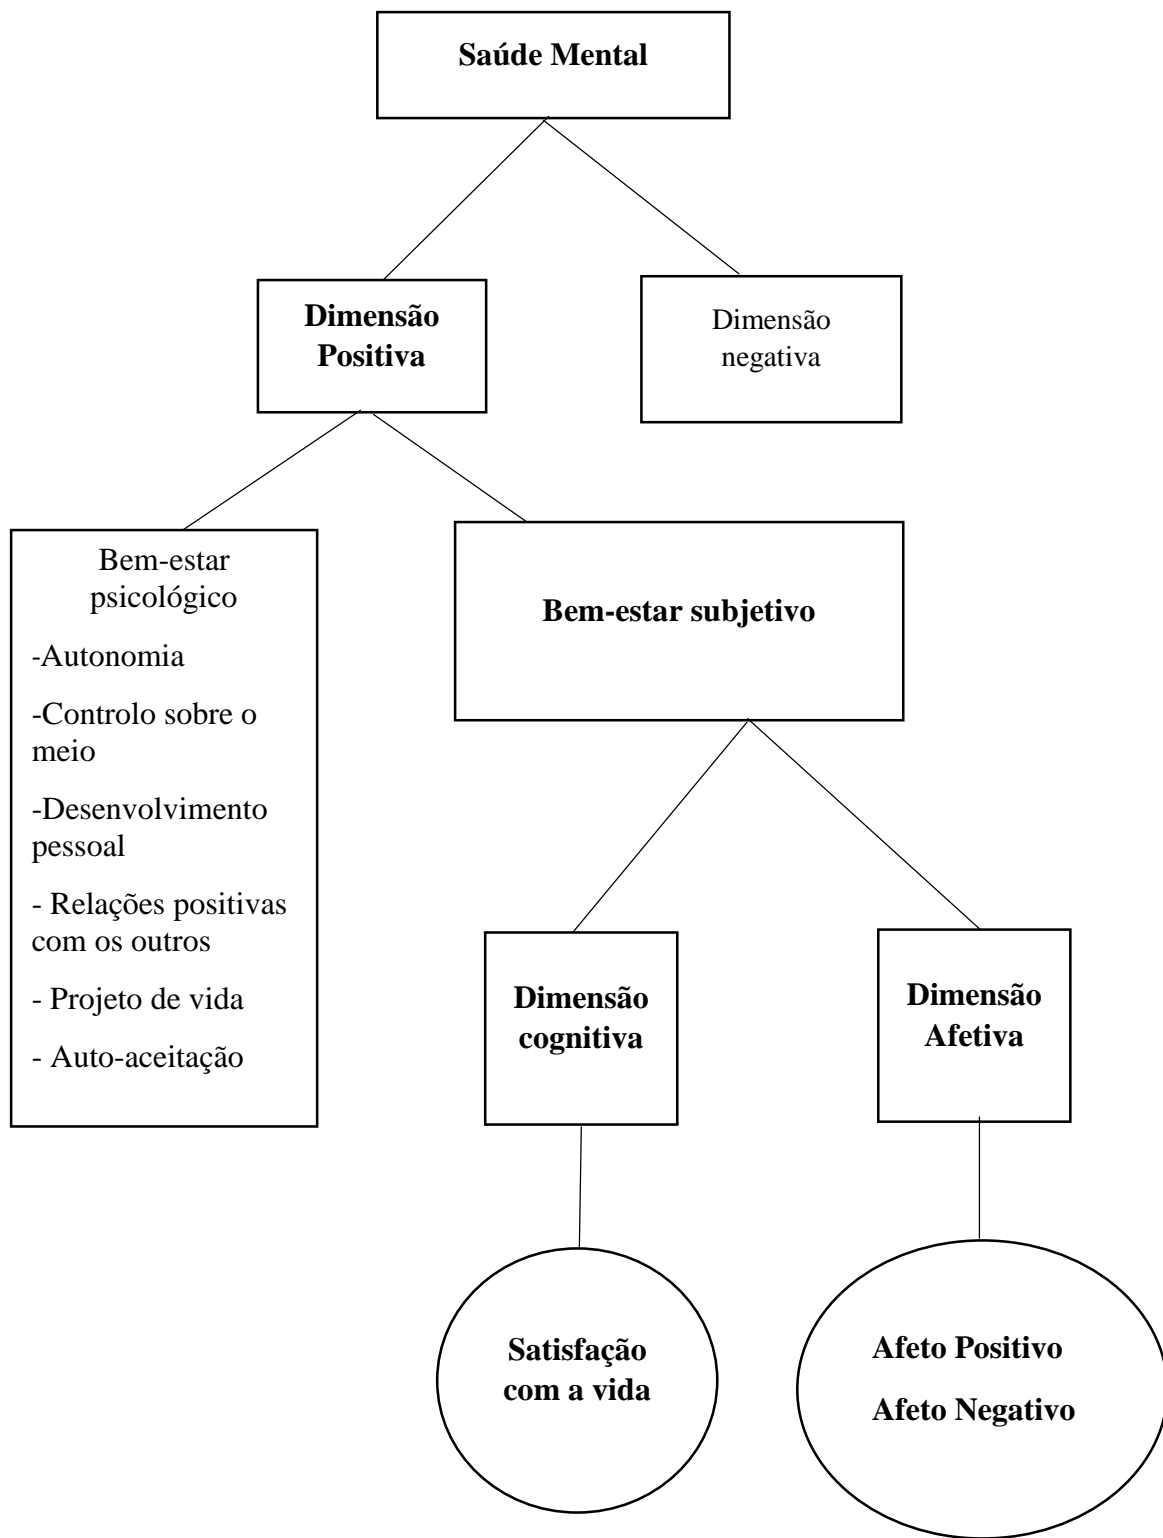 Saúde Mental
Dimensão
Positiva
Dimensão
negativa
Bem-estar
psicológico
-Autonomia
-Controlo sobre o
meio
-Desenvolvimento
pessoal
- Relações positivas
com os outros
- Projeto de vida
- Auto-aceitação
Bem-estar subjetivo
Dimensão
cognitiva
Dimensão
Afetiva
Satisfação
com a vida
Afeto Positivo
Afeto Negativo